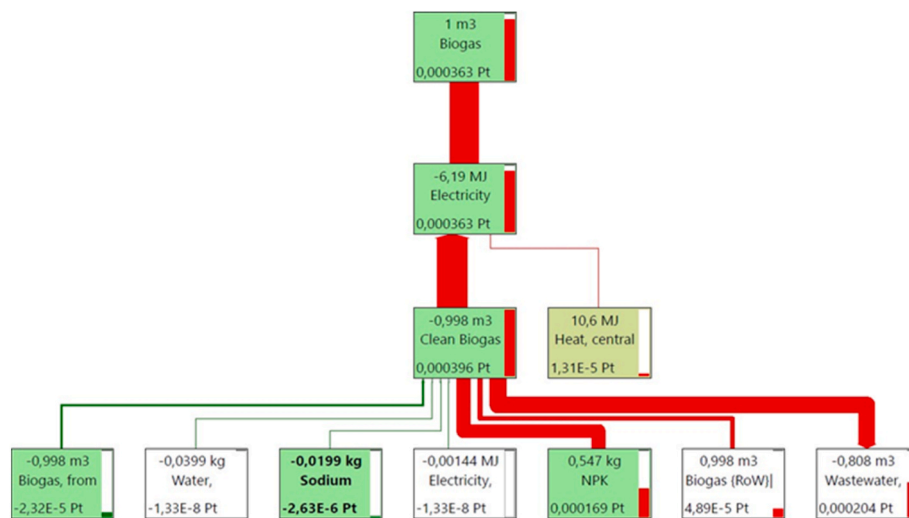 1 m3
Biogas
0,000363 Pt
-6,19 MJ
Electricity
0,000363 Pt
-0,998 m3
Clean Biogas
0,000396 Pt
10,6 MJ
Heat, central
1,31E-5 Pt
-0,998 m3
Biogas, from
-2,32E-5 Pt
-0,0399 kg
Water,
-1,33E-8 Pt
-0,0199 kg
Sodium
-2,63E-6 Pt
-0,00144 MJ
Electricity,
-1,33E-8 Pt
0,547 kg
NPK
0,000169 Pt
0,998 m3
Biogas (RoW)|
4,89E-5 Pt
-0,808 m3
Wastewater,
0,000204 Pt